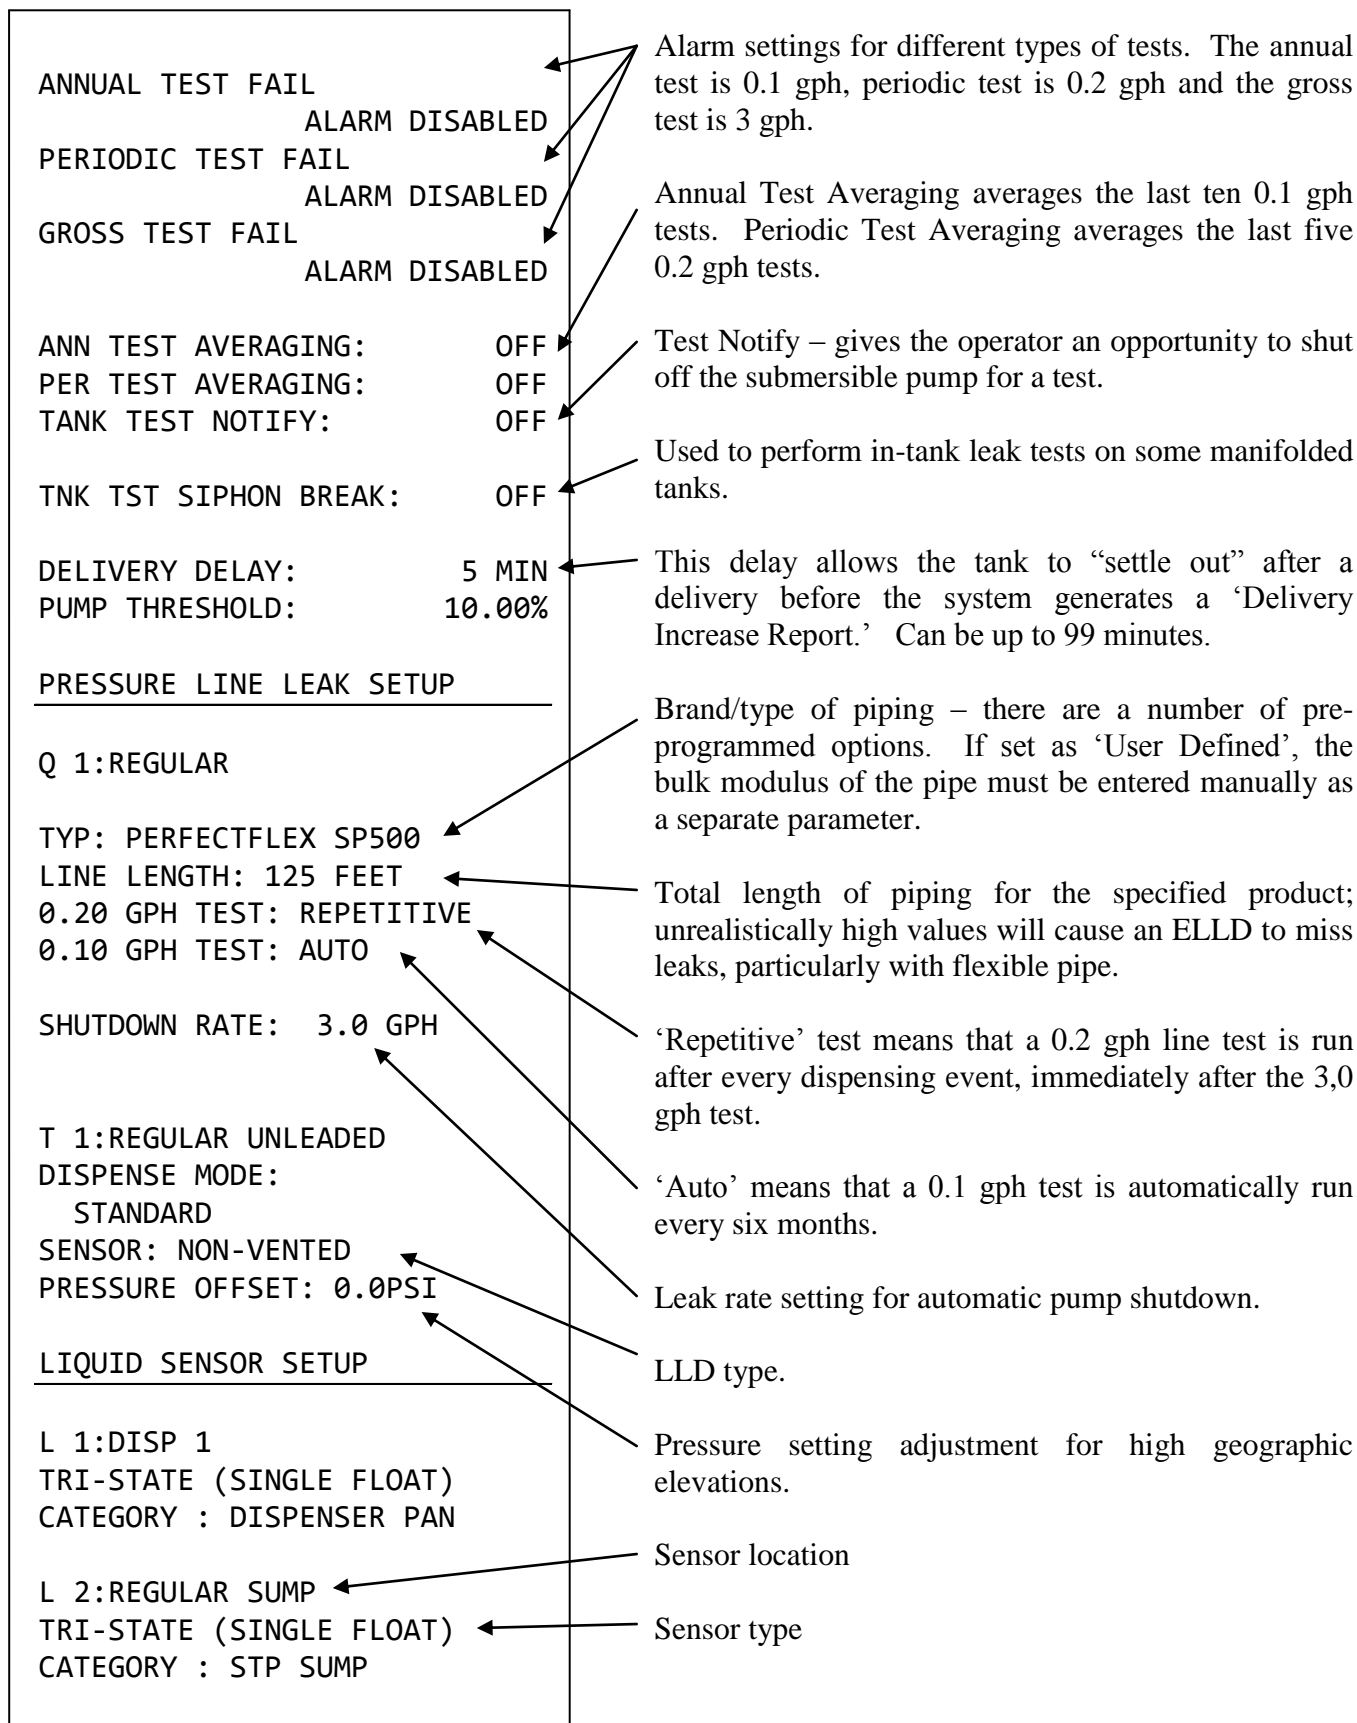 ANNUAL TEST FAIL
ALARM DISABLED
PERIODIC TEST FAIL
ALARM DISABLED
GROSS TEST FAIL
ALARM DISABLED
ANN TEST AVERAGING: OFF
PER TEST AVERAGING: OFF
TANK TEST NOTIFY: OFF
TNK TST SIPHON BREAK: OFF
DELIVERY DELAY: 5 MIN
PUMP THRESHOLD: 10.00%
PRESSURE LINE LEAK SETUP
Q 1:REGULAR
TYP: PERFECTFLEX SP500
LINE LENGTH: 125 FEET
0.20 GPH TEST: REPETITIVE
0.10 GPH TEST: AUTO
SHUTDOWN RATE: 3.0 GPH
T 1:REGULAR UNLEADED
DISPENSE MODE:
STANDARD
SENSOR: NON-VENTED
PRESSURE OFFSET: 0.0PSI
LIQUID SENSOR SETUP
L 1:DISP 1
TRI-STATE (SINGLE FLOAT)
CATEGORY : DISPENSER PAN
L 2:REGULAR SUMP
TRI-STATE (SINGLE FLOAT)
CATEGORY : STP SUMP
Alarm settings for different types of tests. The annual
test is 0.1 gph, periodic test is 0.2 gph and the gross
test is 3 gph.
Annual Test Averaging averages the last ten 0.1 gph
tests. Periodic Test Averaging averages the last five
0.2 gph tests.
Test Notify – gives the operator an opportunity to shut
off the submersible pump for a test.
Used to perform in-tank leak tests on some manifolded
tanks.
This delay allows the tank to “settle out” after a
delivery before the system generates a ‘Delivery
Increase Report.’ Can be up to 99 minutes.
Brand/type of piping – there are a number of pre-
programmed options. If set as ‘User Defined’, the
bulk modulus of the pipe must be entered manually as
a separate parameter.
Total length of piping for the specified product;
unrealistically high values will cause an ELLD to miss
leaks, particularly with flexible pipe.
‘Repetitive’ test means that a 0.2 gph line test is run
after every dispensing event, immediately after the 3,0
gph test.
‘Auto’ means that a 0.1 gph test is automatically run
every six months.
Leak rate setting for automatic pump shutdown.
LLD type.
Pressure setting adjustment for high geographic
elevations.
Sensor location
Sensor type